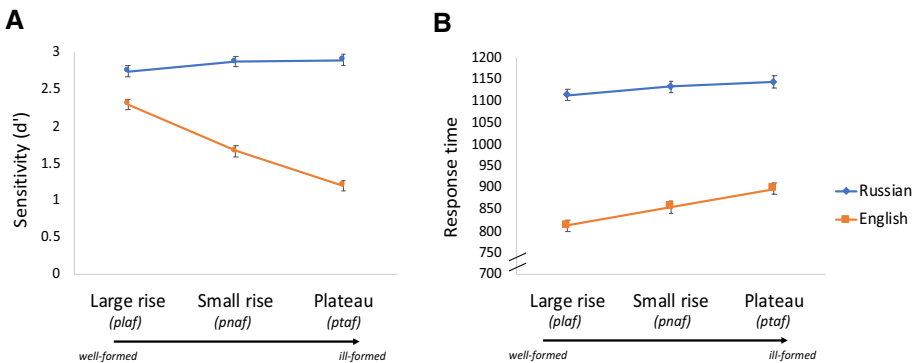 A
Sensitivity (d')
3
2.5
2
1.5
1
0.5
0
Large rise Small rise Plateau
(plaf) (pnaf) (ptaf)
well-formed ill-formed
B
Response time
1200
1150
1100
1050
1000
950
900
850
800
750
700
Large rise Small rise Plateau
(plaf) (pnaf) (ptaf)
well-formed ill-formed
Russian
English